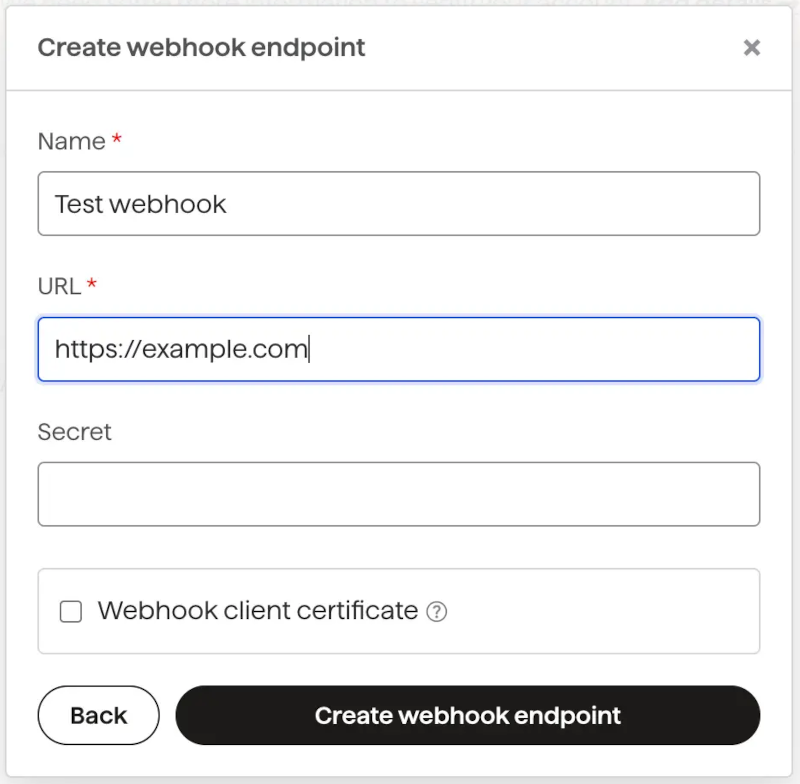 Create webhook endpoint
Name *
Test webhook
URL *
https://example.com
Secret
Webhook client certificate ?
Back
Create webhook endpoint